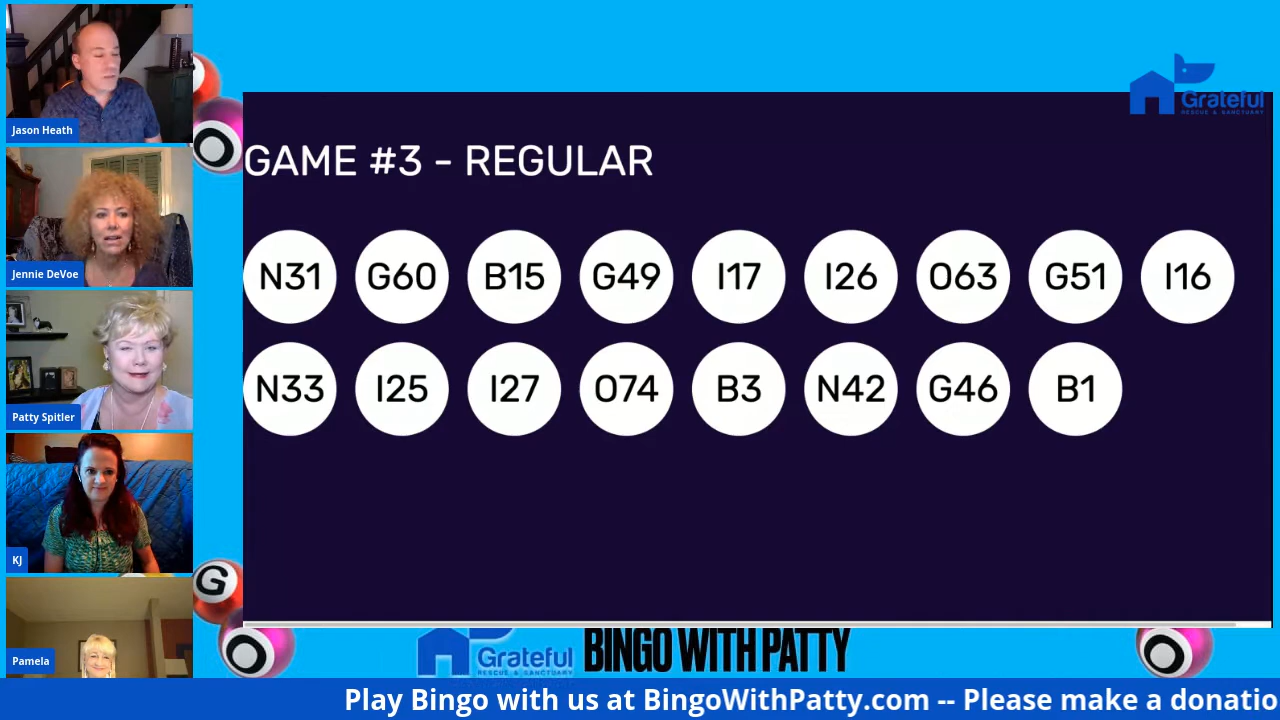 Jason Heath
Jennie DeVoe
Patty Spitler
KJ
Pamela
O
Grateful
RESCUE & SANCTUARY
GAME #3 - REGULAR
N31 G60 B15 G49 I17 I26 O63 G51 I16
N33 I25 I27 O74 B3 N42 G46 B1
G
O
Grateful
RESCUE & SANCTUARY
BINGO WITH PATTY
O
Play Bingo with us at BingoWithPatty.com -- Please make a donatio